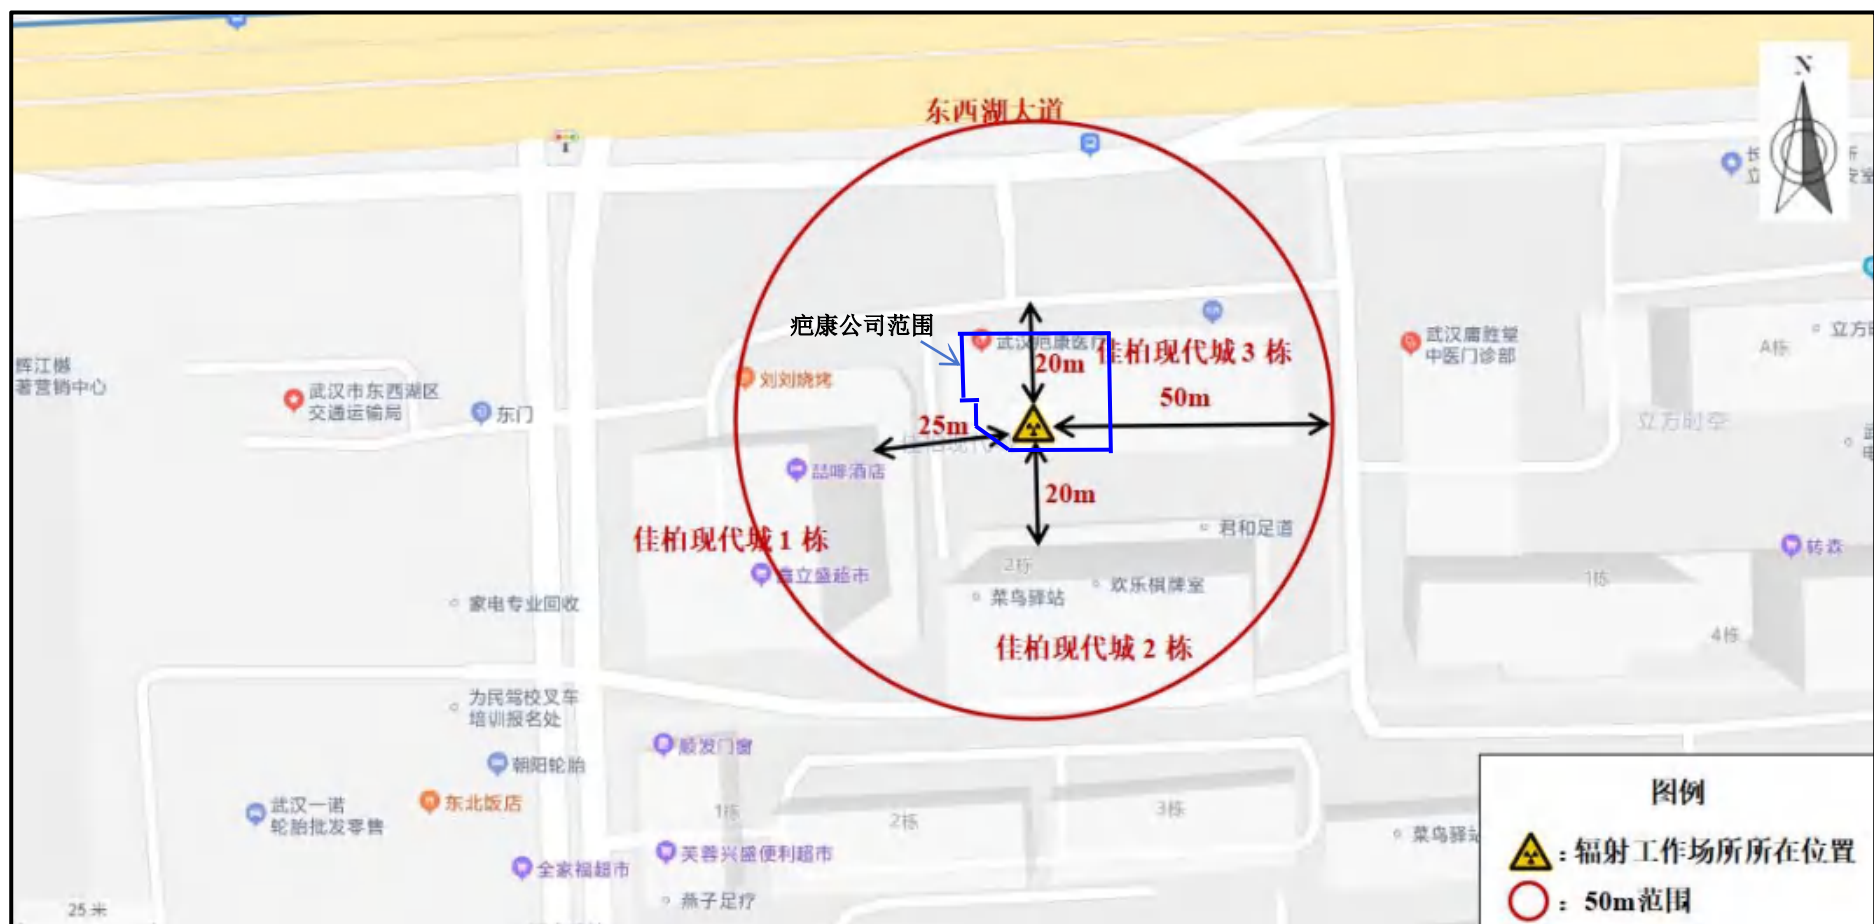 东西湖大道
N
疤康公司范围
武汉疤康医疗
佳柏现代城 3 栋
20m
50m
25m
20m
辉江樾
著营销中心
武汉市东西湖区
交通运输局
东门
刘刘烧烤
喆啡酒店
佳柏现代城 1 栋
鑫立盛超市
君和足道
2栋
菜鸟驿站
欢乐棋牌室
佳柏现代城 2 栋
武汉庸胜堂
中医门诊部
A栋
立方时空
转森
1栋
4栋
家电专业回收
为民驾校叉车
培训报名处
顺发门窗
朝阳轮胎
武汉一诺
轮胎批发零售
东北饭店
1栋
2栋
3栋
菜鸟驿站
芙蓉兴盛便利超市
全家福超市
燕子足疗
25 米
图例
：辐射工作场所所在位置
：50m范围